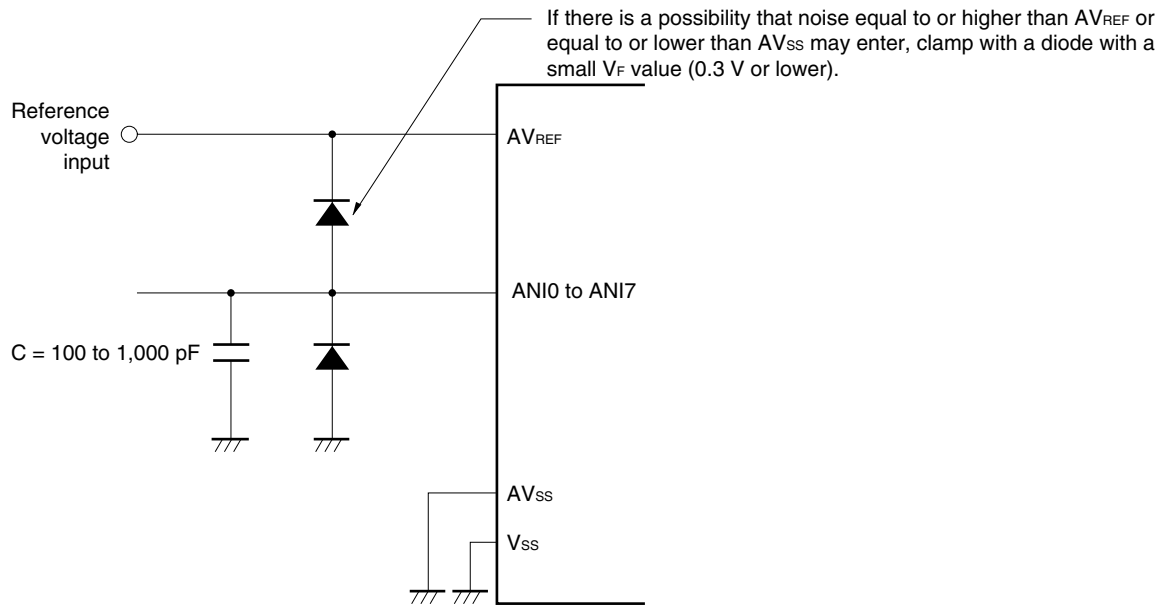 If there is a possibility that noise equal to or higher than AVREF or
equal to or lower than AVSS may enter, clamp with a diode with a
small VF value (0.3 V or lower).
Reference
voltage
input
AVREF
ANI0 to ANI7
C = 100 to 1,000 pF
AVSS
VSS